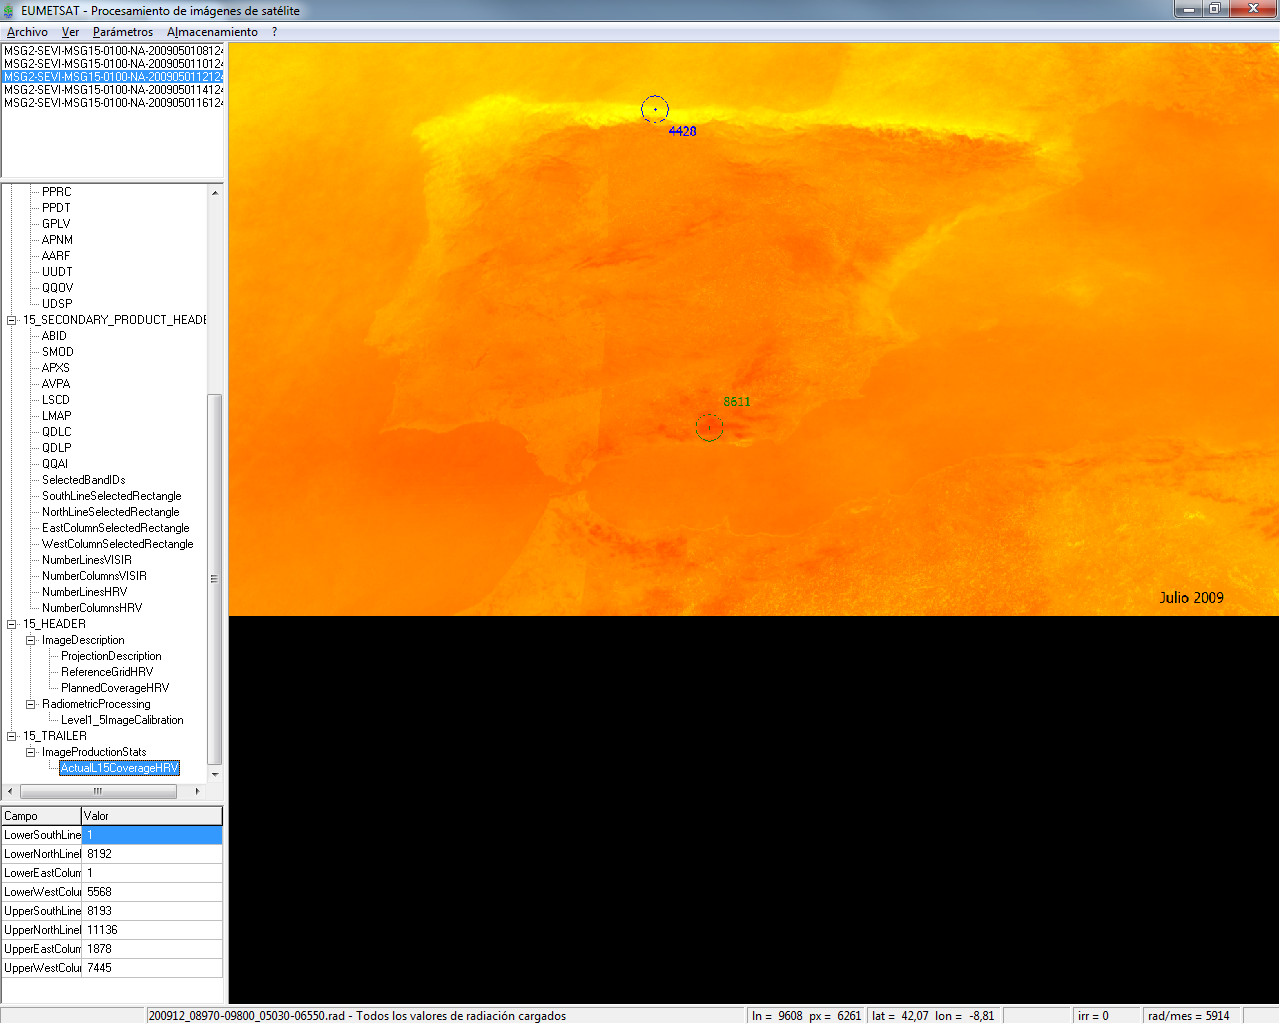 EUMETSAT - Procesamiento de imágenes de satélite
Archivo Ver Parámetros Almacenamiento ?
MSG2-SEVI-MSG15-0100-NA-2009050108124
MSG2-SEVI-MSG15-0100-NA-2009050110124
MSG2-SEVI-MSG15-0100-NA-2009050112124
MSG2-SEVI-MSG15-0100-NA-2009050114124
MSG2-SEVI-MSG15-0100-NA-2009050116124
PPRC
PPDT
GPLV
APNM
AARF
UUDT
QQOV
UDSP
15_SECONDARY_PRODUCT_HEADE
ABID
SMOD
APXS
AVPA
LSCD
LMAP
QDLC
QDLP
QQAI
SelectedBandIDs
SouthLineSelectedRectangle
NorthLineSelectedRectangle
EastColumnSelectedRectangle
WestColumnSelectedRectangle
NumberLinesVISIR
NumberColumnsVISIR
NumberLinesHRV
NumberColumnsHRV
15_HEADER
ImageDescription
ProjectionDescription
ReferenceGridHRV
PlannedCoverageHRV
RadiometricProcessing
Level1_5ImageCalibration
15_TRAILER
ImageProductionStats
ActualL15CoverageHRV
Campo Valor
LowerSouthLine 1
LowerNorthLine 8192
LowerEastColum 1
LowerWestColu 5568
UpperSouthLine 8193
UpperNorthLine 11136
UpperEastColum 1878
UpperWestColu 7445
4428
8611
Julio 2009
200912_08970-09800_05030-06550.rad - Todos los valores de radiación cargados
ln = 9608 px = 6261
lat = 42,07 lon = -8,81
irr = 0
rad/mes = 5914